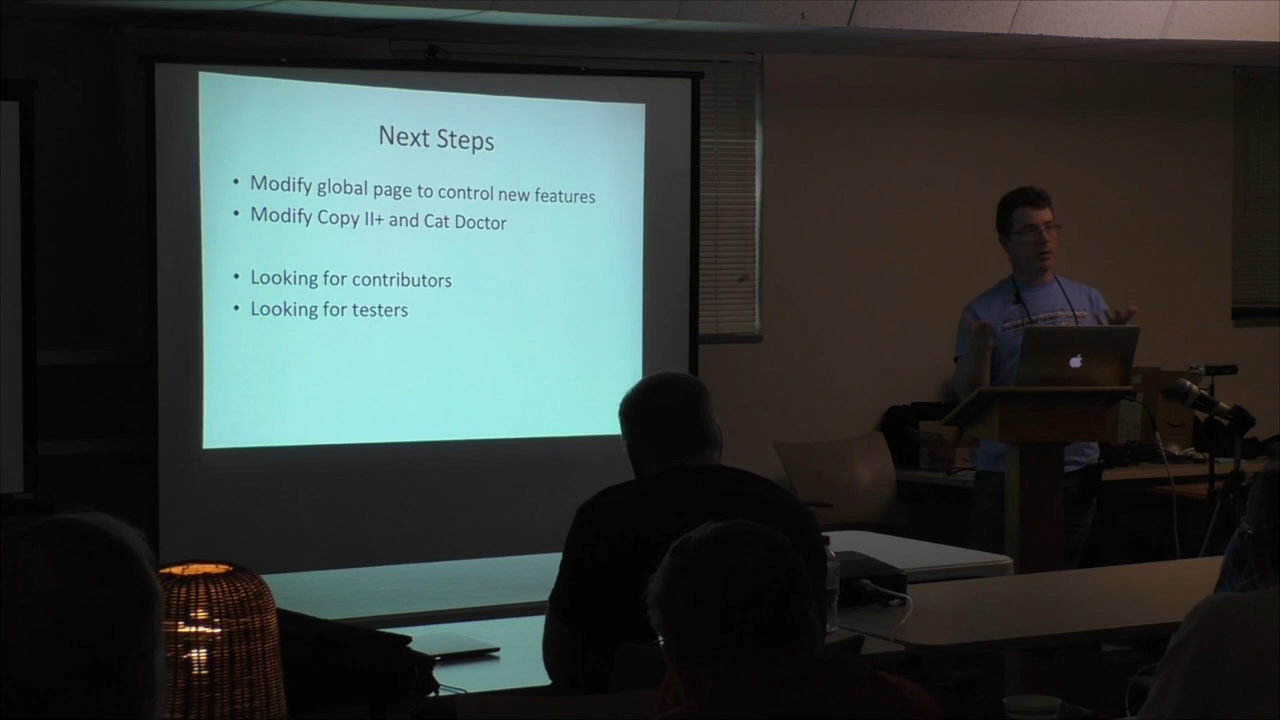 Next Steps
• Modify global page to control new features
• Modify Copy II+ and Cat Doctor
• Looking for contributors
• Looking for testers